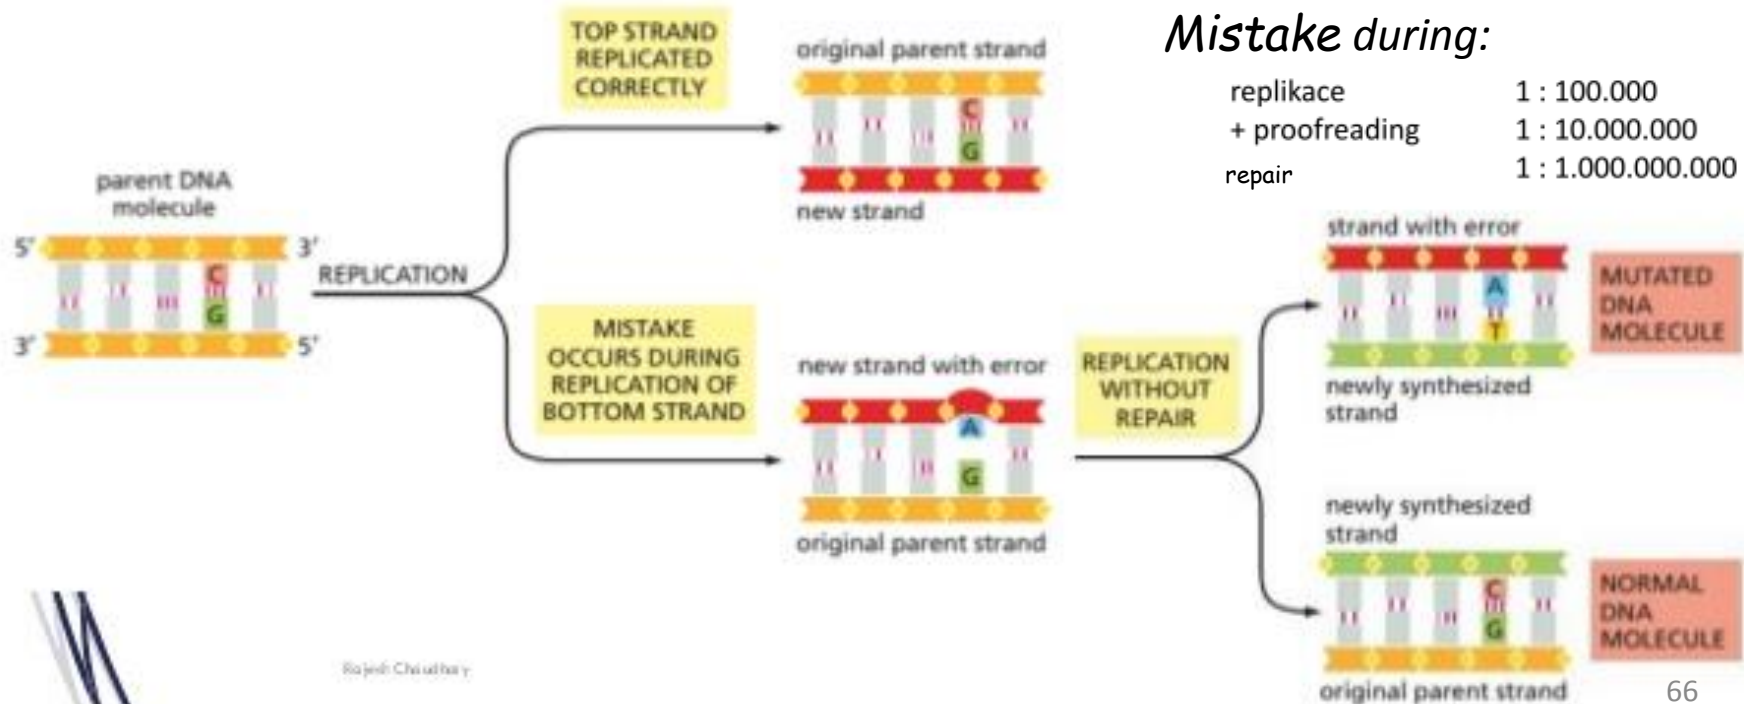 Mistake during:
replikace 1 : 100.000
+ proofreading 1 : 10.000.000
repair 1 : 1.000.000.000
parent DNA
molecule
5' 3'
C
G
3' 5'
REPLICATION
TOP STRAND
REPLICATED
CORRECTLY
original parent strand
C
G
new strand
MISTAKE
OCCURS DURING
REPLICATION OF
BOTTOM STRAND
new strand with error
A
G
original parent strand
REPLICATION
WITHOUT
REPAIR
strand with error
A
T
newly synthesized
strand
MUTATED
DNA
MOLECULE
newly synthesized
strand
C
G
original parent strand
NORMAL
DNA
MOLECULE
Rajesh Choudhary
66